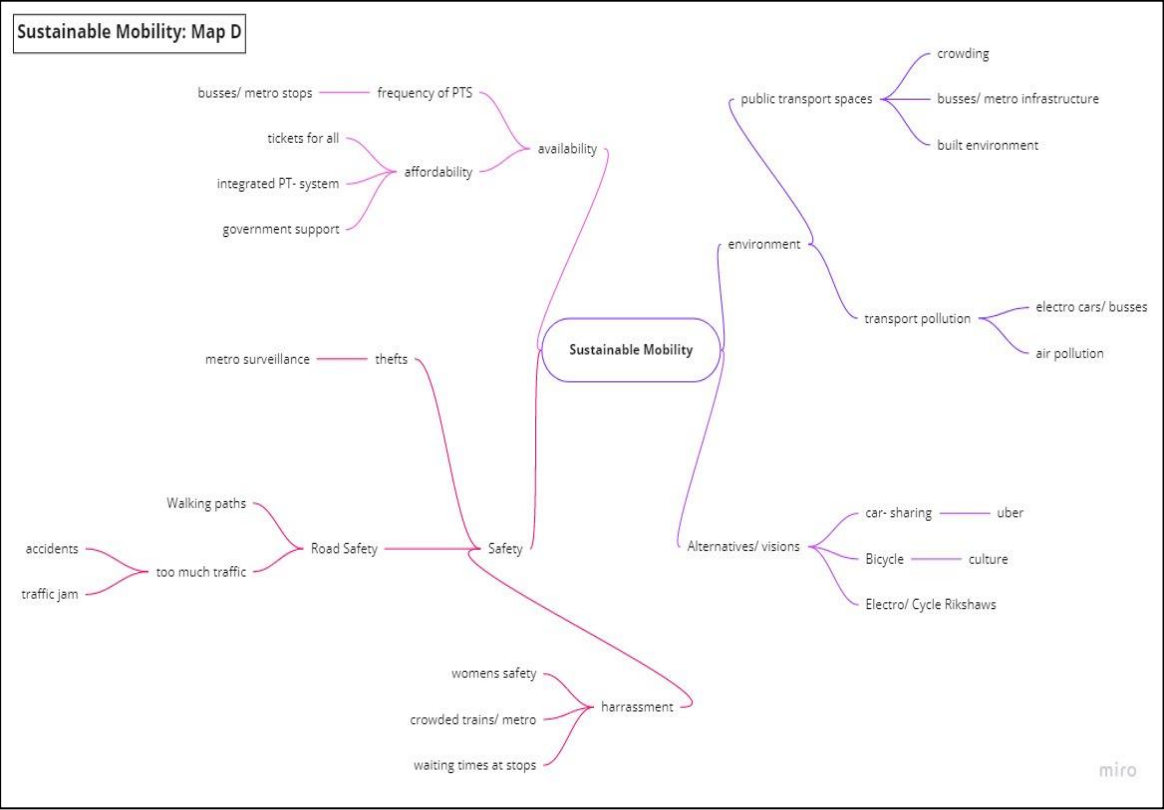 Sustainable Mobility: Map D
busses/ metro stops
frequency of PTS
tickets for all
integrated PT- system
government support
affordability
availability
public transport spaces
crowding
busses/ metro infrastructure
built environment
environment
transport pollution
electro cars/ busses
air pollution
Sustainable Mobility
metro surveillance
thefts
Walking paths
accidents
traffic jam
too much traffic
Road Safety
Safety
Alternatives/ visions
car- sharing
uber
Bicycle
culture
Electro/ Cycle Rikshaws
womens safety
crowded trains/ metro
waiting times at stops
harrassment
miro